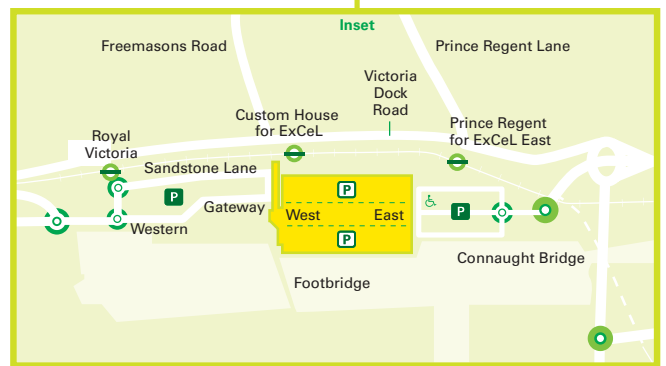 Inset
Freemasons Road
Prince Regent Lane
Victoria
Dock
Road
Custom House
for ExCeL
Prince Regent
for ExCeL East
Royal
Victoria
Sandstone Lane
P
P
Gateway
West
East
P
Western
P
Connaught Bridge
Footbridge